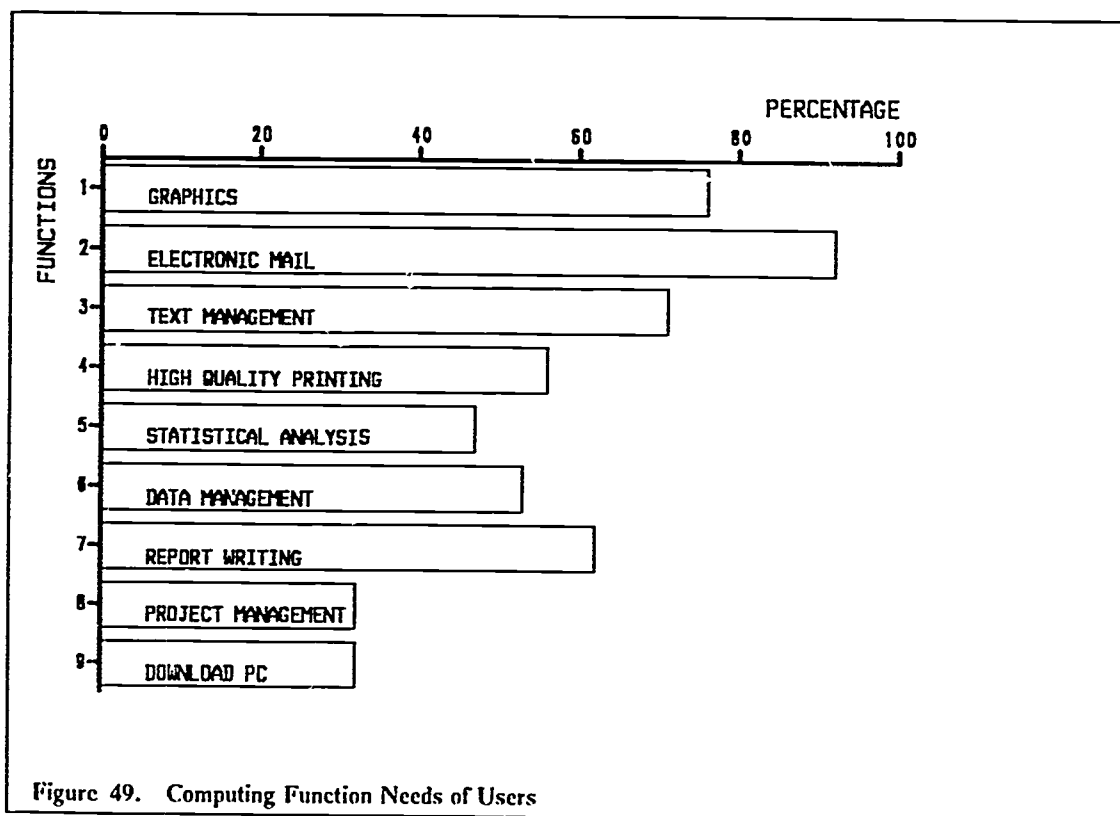 PERCENTAGE
0 20 40 60 80 100
FUNCTIONS
1 GRAPHICS
2 ELECTRONIC MAIL
3 TEXT MANAGEMENT
4 HIGH QUALITY PRINTING
5 STATISTICAL ANALYSIS
6 DATA MANAGEMENT
7 REPORT WRITING
8 PROJECT MANAGEMENT
9 DOWNLOAD PC
Figure 49. Computing Function Needs of Users